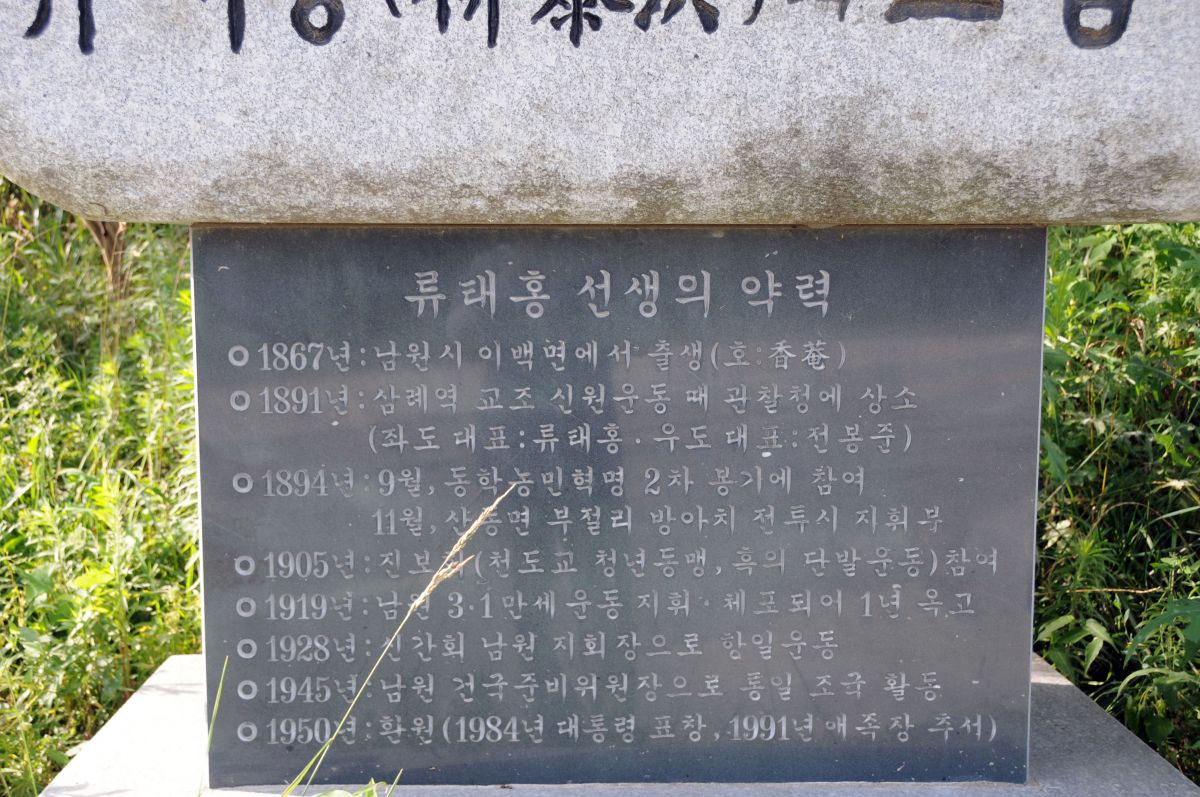 류태홍 선생의 약력
○1867년:남원시 이백면에서 출생(호:香菴)
○1891년:삼례역 교조 신원운동 때 관찰청에 상소
(좌도대표:류태홍·우도대표:전봉준)
○1894년:9월, 동학농민혁명 2차 봉기에 참여
11월, 산동면 부절리 방아치 전투시 지휘부
○1905년:진보회(천도교 청년동맹, 흑의 단발운동)참여
○1919년:남원 3·1만세운동 지휘·체포되어 1년 옥고
○1928년:신간회 남원 지회장으로 항일운동
○1945년:남원 건국준비위원장으로 통일 조국 활동
○1950년:환원(1984년 대통령 표창, 1991년 애족장 추서)